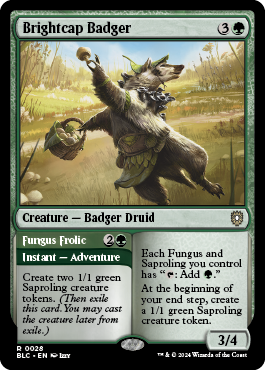 Brightcap Badger 3
Creature — Badger Druid
Fungus Frolic 2
Instant — Adventure
Create two 1/1 green
Saproling creature
tokens. (Then exile
this card. You may cast
the creature later from
exile.)
Each Fungus and
Saproling you control
has “: Add .”
At the beginning of
your end step, create
a 1/1 green Saproling
creature token.
3/4
R 0028
BLC • EN Izzy
™ & © 2024 Wizards of the Coast